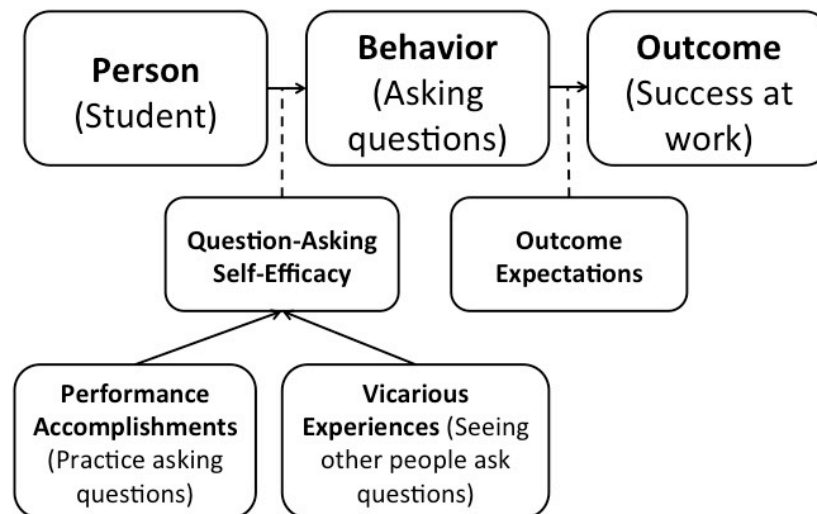 Person
(Student)
Behavior
(Asking
questions)
Outcome
(Success at
work)
Question-Asking
Self-Efficacy
Outcome
Expectations
Performance
Accomplishments
(Practice asking
questions)
Vicarious
Experiences (Seeing
other people ask
questions)